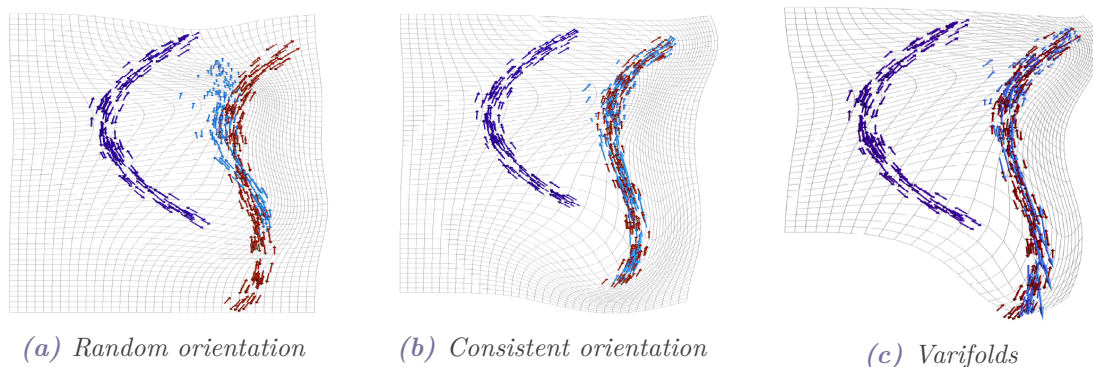 (a) Random orientation
(b) Consistent orientation
(c) Varifolds